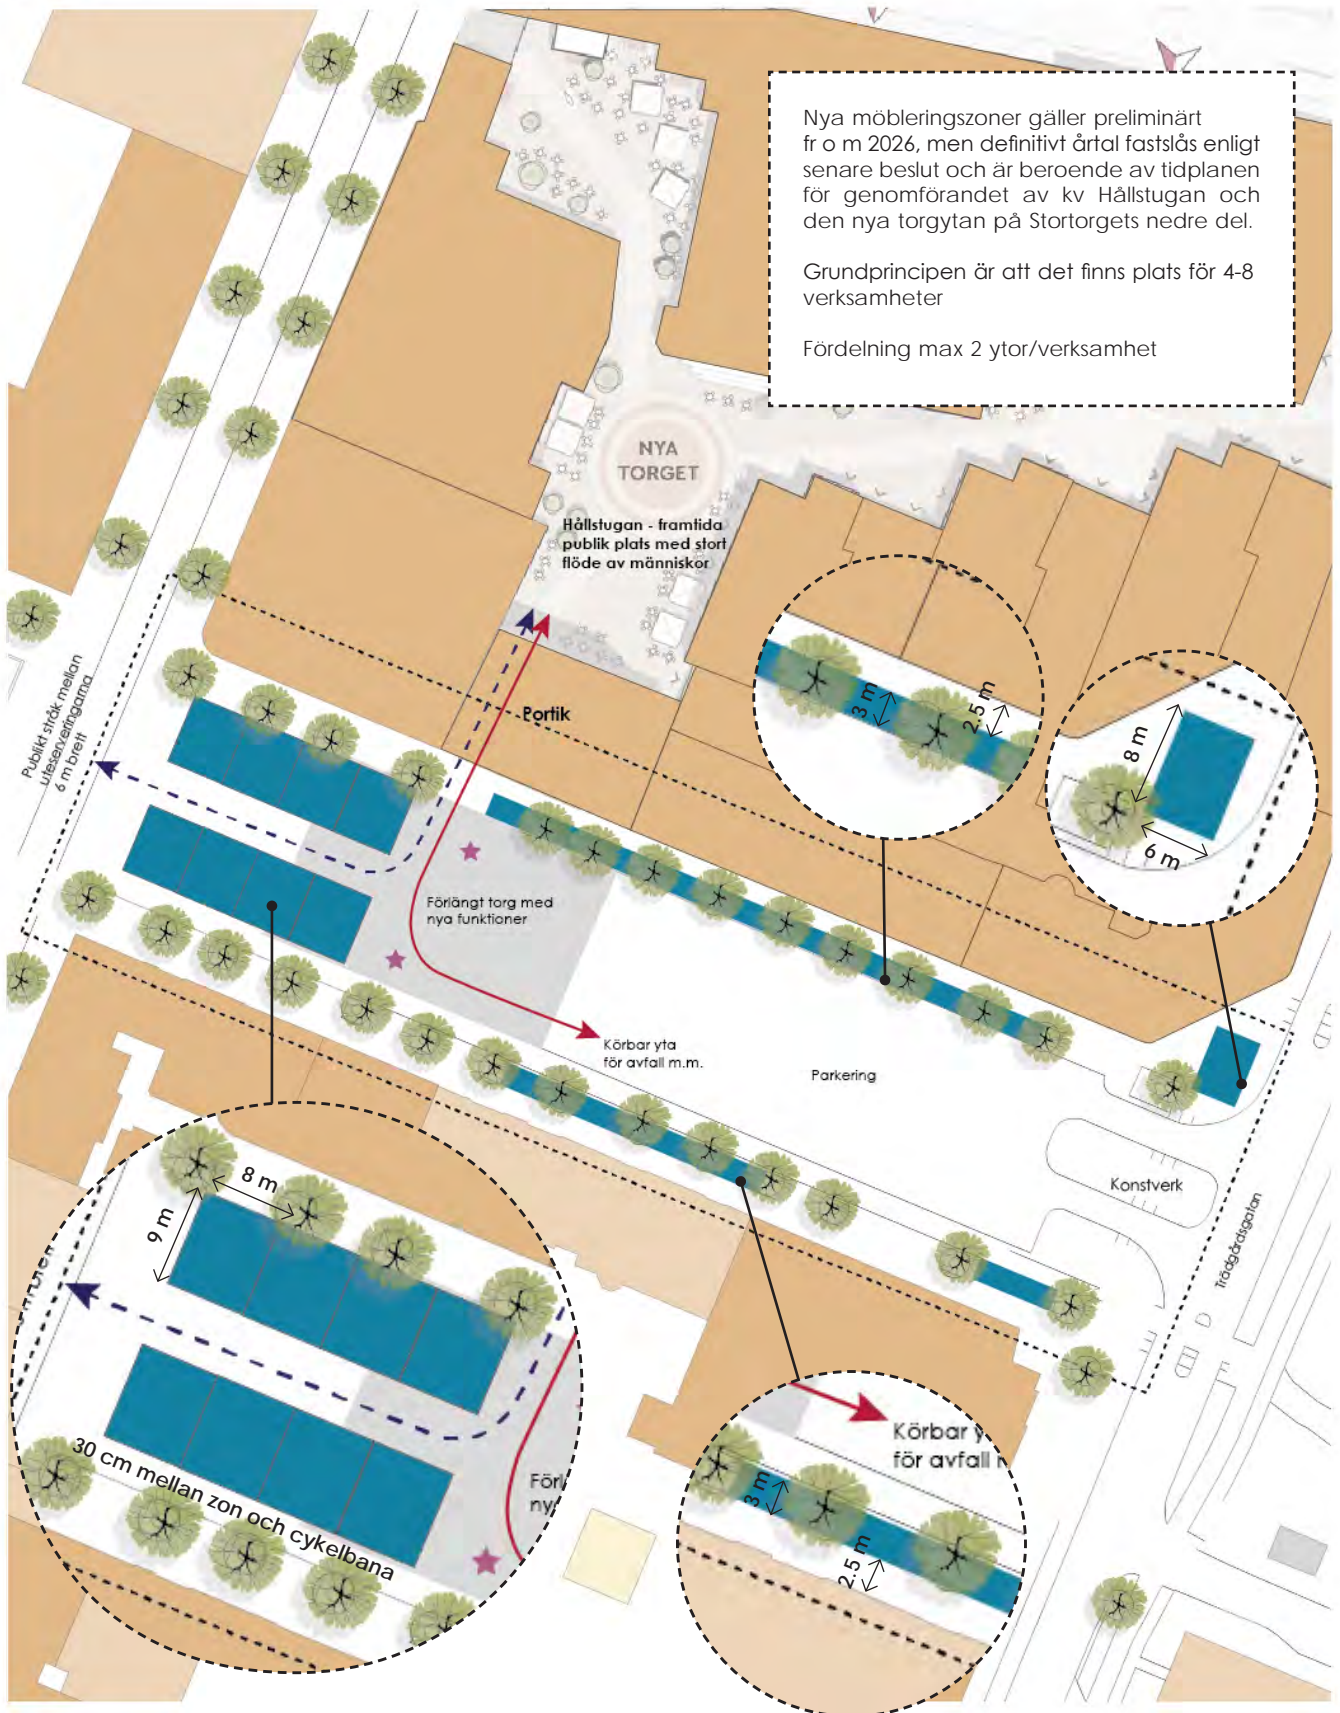 Nya möbleringszoner gäller preliminärt
fr o m 2026, men definitivt årtal fastslås enligt
senare beslut och är beroende av tidplanen
för genomförandet av kv Hållstugan och
den nya torgytan på Stortorgets nedre del.
Grundprincipen är att det finns plats för 4-8
verksamheter
Fördelning max 2 ytor/verksamhet
NYA
TORGET
Hållstugan - framtida
publik plats med stort
flöde av människor
Publikt stråk mellan
uteserveringarna
6 m brett
Portik
3 m
2.5 m
8 m
6 m
Förlängt torg med
nya funktioner
Körbar yta
för avfall m.m.
Parkering
Konstverk
Trädgårdsgatan
8 m
9 m
30 cm mellan zon och cykelbana
Förl
ny
Körbar y
för avfall
3 m
2.5 m